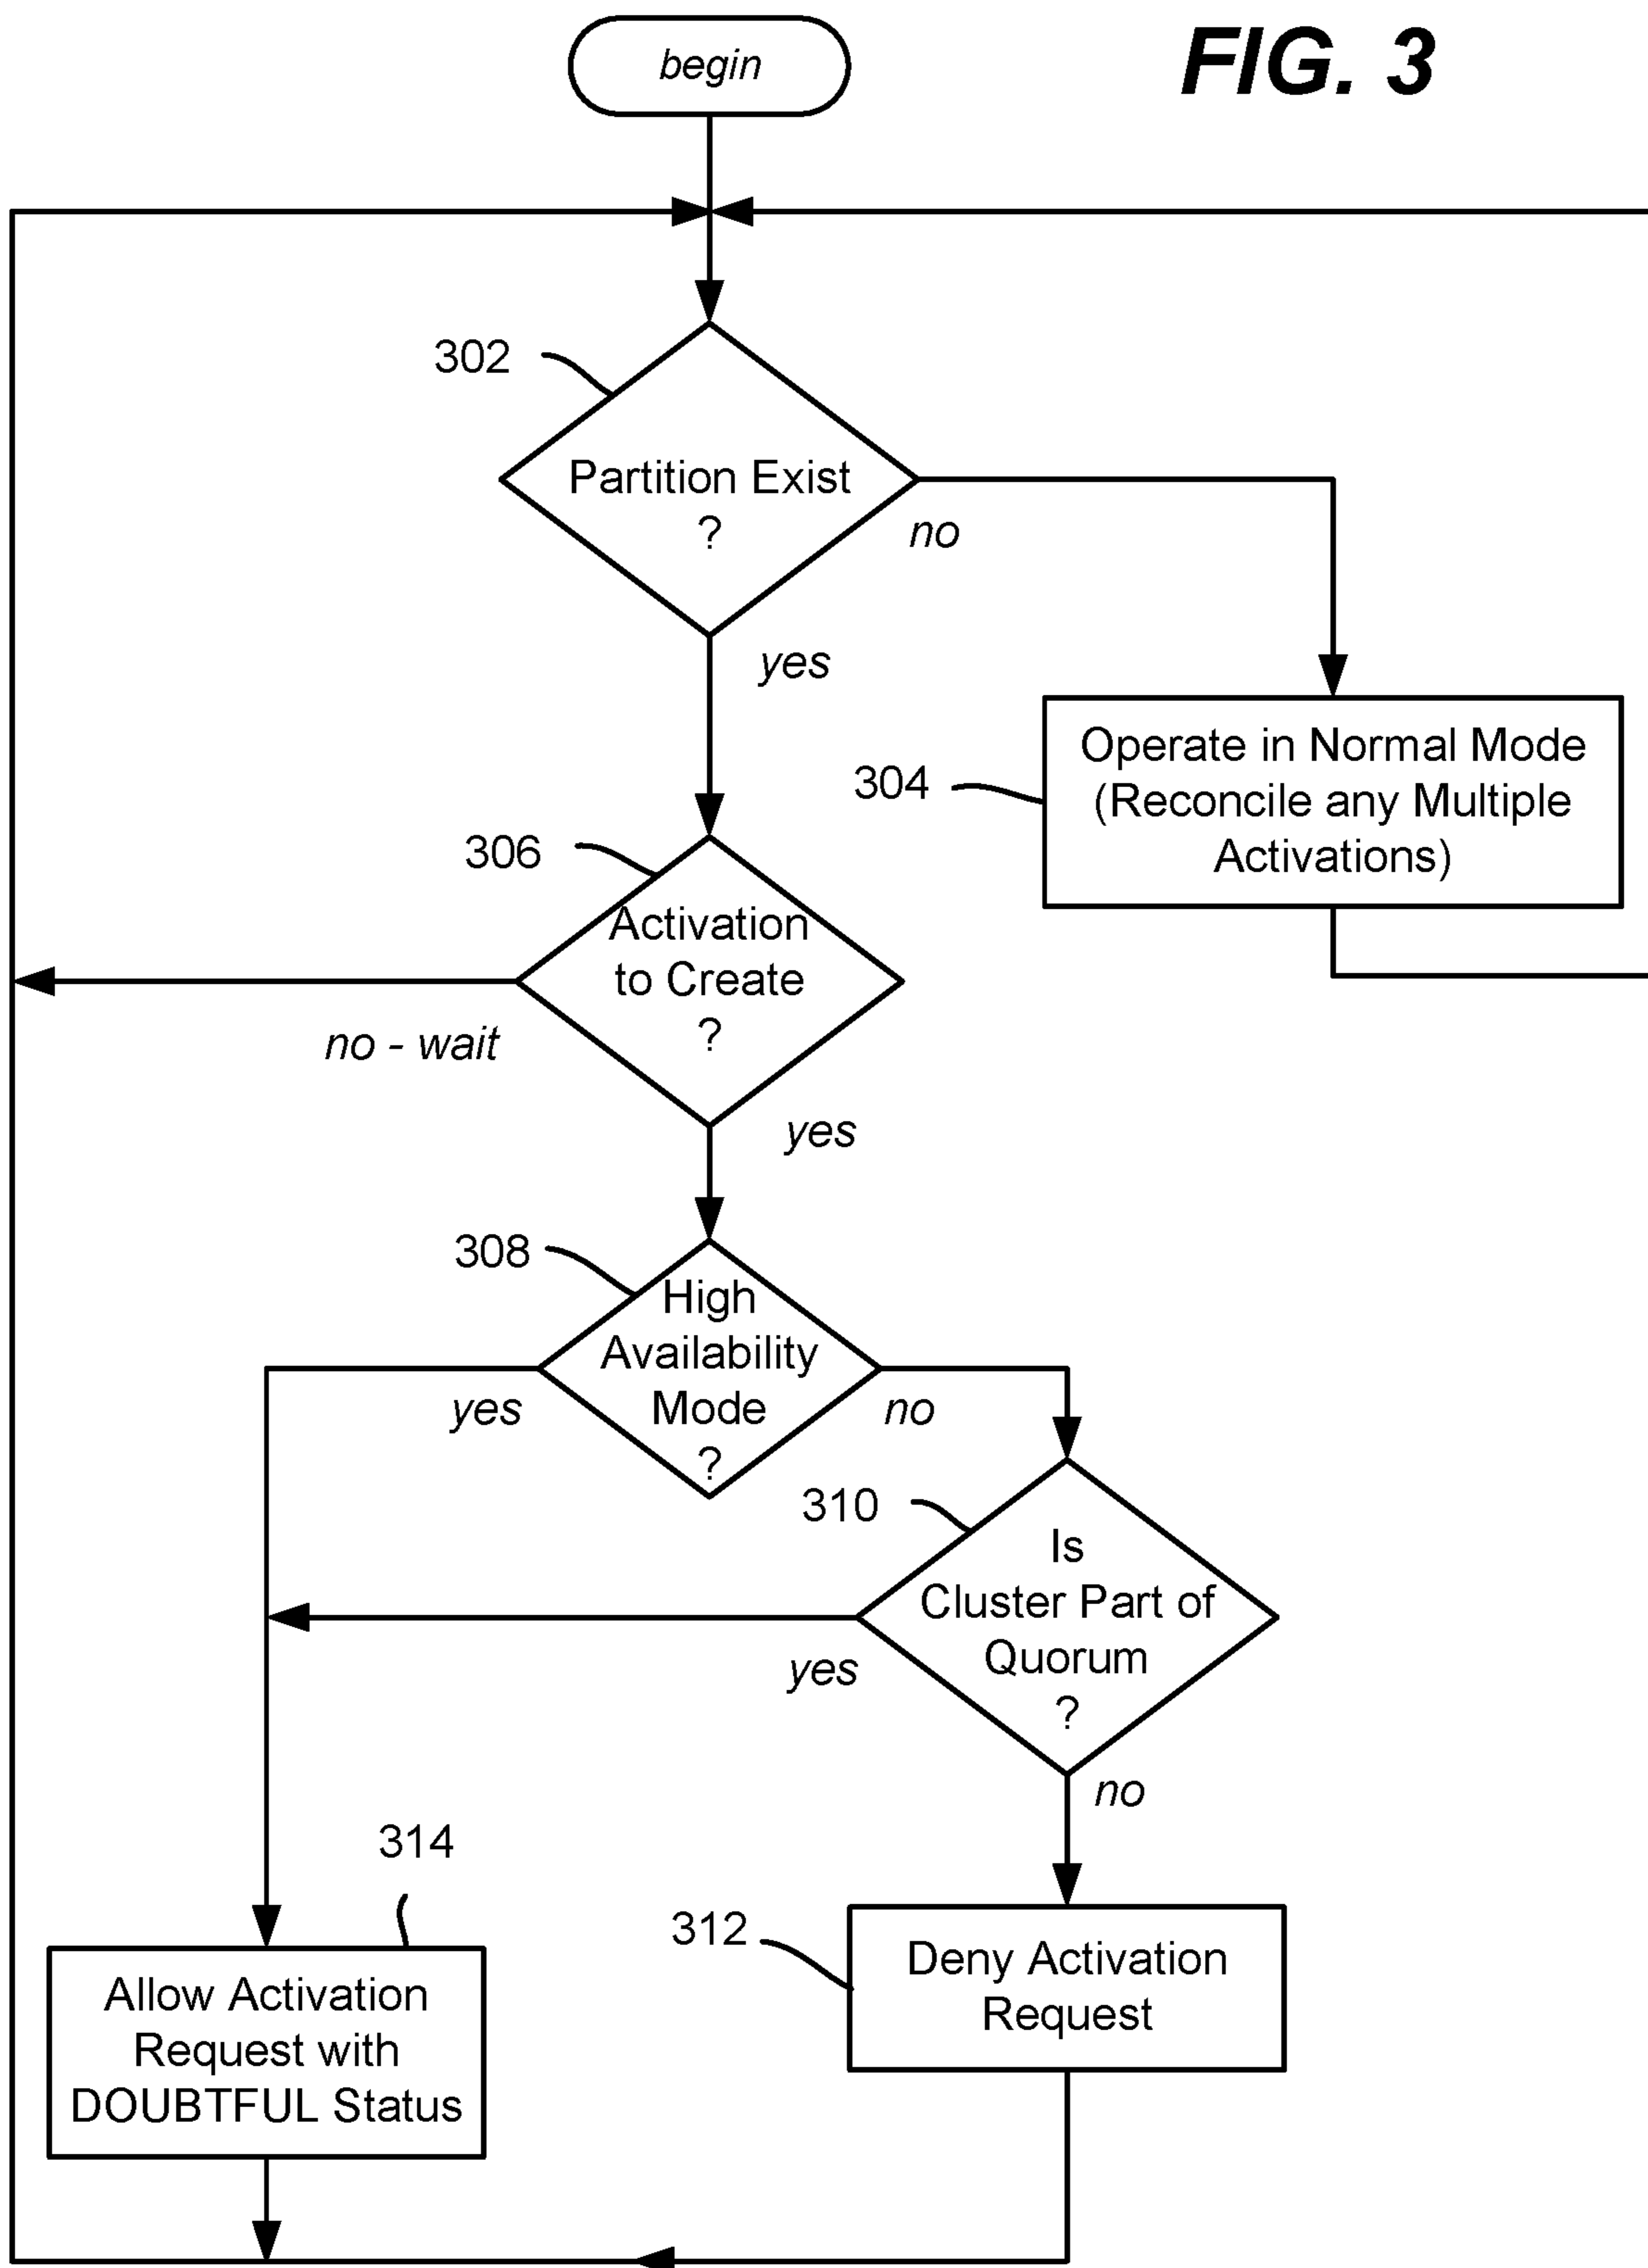 begin
FIG. 3
302
Partition Exist
?
no
yes
Operate in Normal Mode
(Reconcile any Multiple
Activations)
304
306
Activation
to Create
?
no - wait
yes
308
High
Availability
Mode
?
yes
no
310
Is
Cluster Part of
Quorum
?
yes
no
314
312
Deny Activation
Request
Allow Activation
Request with
DOUBTFUL Status